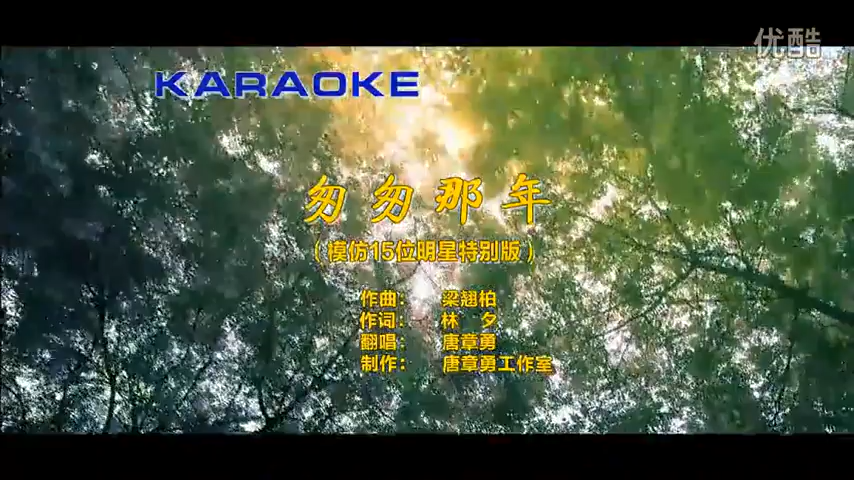 优酷
KARAOKE
匆匆那年
（模仿15位明星特别版）
作曲： 梁翘柏
作词： 林 夕
翻唱： 唐章勇
制作： 唐章勇工作室